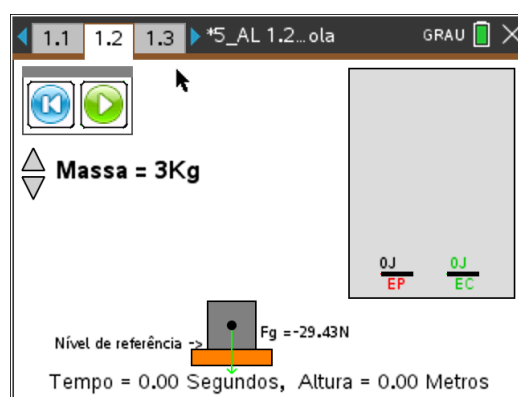 1.1 1.2 1.3 *5_AL 1.2...ola GRAU
Massa = 3Kg
0J 0J
EP EC
Fg =-29.43N
Nível de referência ->
Tempo = 0.00 Segundos, Altura = 0.00 Metros